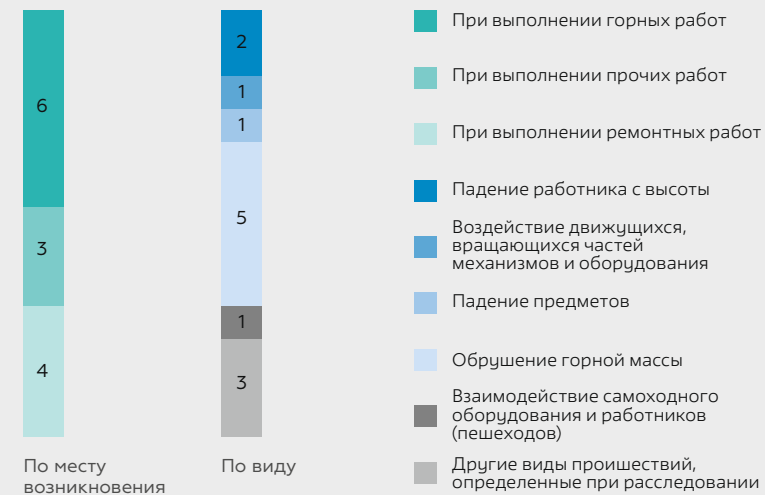 6
3
4
По месту
возникновения
2
1
1
5
1
3
По виду
При выполнении горных работ
При выполнении прочих работ
При выполнении ремонтных работ
Падение работника с высоты
Воздействие движущихся,
вращающихся частей
механизмов и оборудования
Падение предметов
Обрушение горной массы
Взаимодействие самоходного
оборудования и работников
(пешеходов)
Другие виды проишествий,
определенные при расследовании